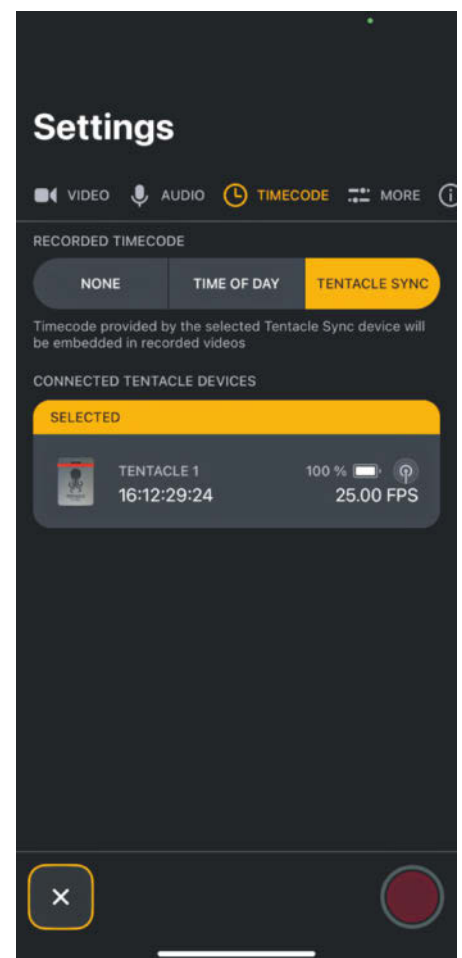 Settings
VIDEO AUDIO TIMECODE MORE
RECORDED TIMECODE
NONE TIME OF DAY TENTACLE SYNC
Timecode provided by the selected Tentacle Sync device will
be embedded in recorded videos
CONNECTED TENTACLE DEVICES
SELECTED
TENTACLE 1 100 %
16:12:29:24 25.00 FPS